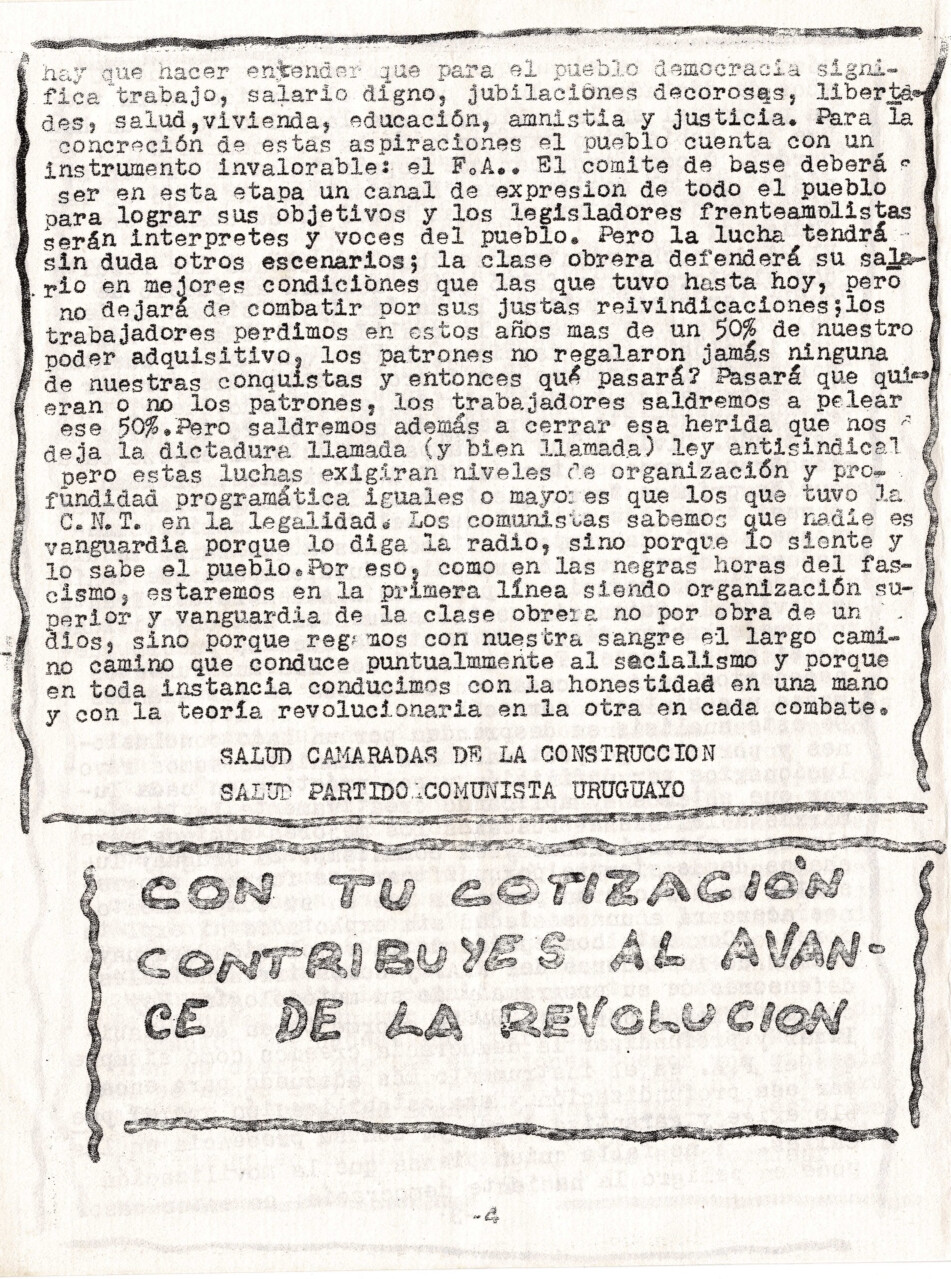 hay que hacer entender que para el pueblo democracia signi-
fica trabajo, salario digno, jubilaciones decorosas, liberta-
des, salud,vivienda, educación, amnistia y justicia. Para la
concreción de estas aspiraciones el pueblo cuenta con un
instrumento invalorable: el F.A.. El comite de base deberá
ser en esta etapa un canal de expresion de todo el pueblo
para lograr sus objetivos y los legisladores frenteamplistas
serán interpretes y voces del pueblo. Pero la lucha tendrá
sin duda otros escenarios; la clase obrera defenderá su sala-
rio en mejores condiciones que las que tuvo hasta hoy, pero
no dejará de combatir por sus justas reivindicaciones;los
trabajadores perdimos en estos años mas de un 50% de nuestro
poder adquisitivo, los patrones no regalaron jamás ninguna
de nuestras conquistas y entonces qué pasará? Pasará que qui-
eran o no los patrones, los trabajadores saldremos a pelear
ese 50%.Pero saldremos además a cerrar esa herida que nos
deja la dictadura llamada (y bien llamada) ley antisindical
pero estas luchas exigiran niveles de organización y pro-
fundidad programática iguales o mayores que los que tuvo la
C.N.T. en la legalidad. Los comunistas sabemos que nadie es
vanguardia porque lo diga la radio, sino porque lo siente y
lo sabe el pueblo.Por eso, como en las negras horas del fas-
cismo, estaremos en la primera línea siendo organización su-
perior y vanguardia de la clase obrera no por obra de un
dios, sino porque regamos con nuestra sangre el largo cami-
no camino que conduce puntualmmente al socialismo y porque
en toda instancia conducimos con la honestidad en una mano
y con la teoría revolucionaria en la otra en cada combate.
SALUD CAMARADAS DE LA CONSTRUCCION
SALUD PARTIDO COMUNISTA URUGUAYO
CON TU COTIZACIÓN
CONTRIBUYES AL AVAN-
CE DE LA REVOLUCION
-4